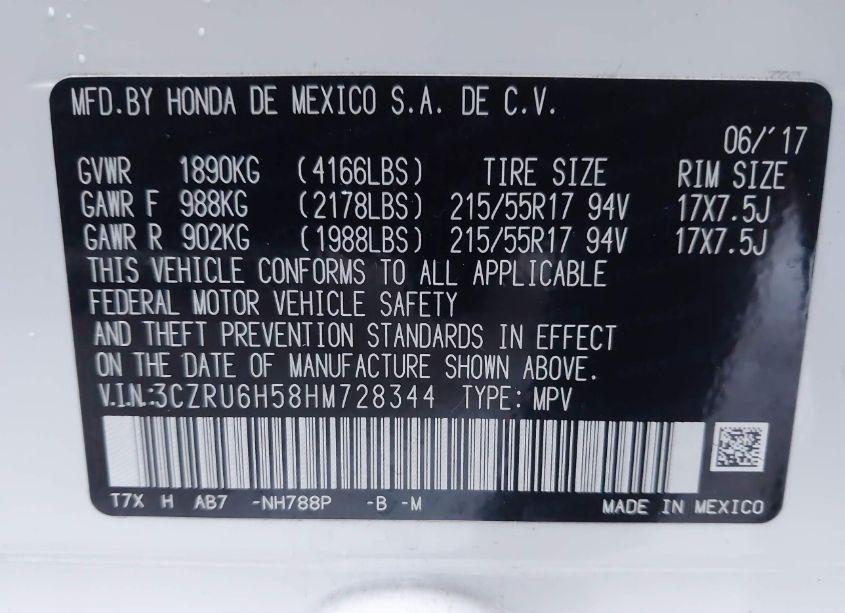 MFD.BY HONDA DE MEXICO S.A. DE C.V.
06/'17
GVWR 1890KG (4166LBS) TIRE SIZE RIM SIZE
GAWR F 988KG (2178LBS) 215/55R17 94V 17X7.5J
GAWR R 902KG (1988LBS) 215/55R17 94V 17X7.5J
THIS VEHICLE CONFORMS TO ALL APPLICABLE
FEDERAL MOTOR VEHICLE SAFETY
AND THEFT PREVENTION STANDARDS IN EFFECT
ON THE DATE OF MANUFACTURE SHOWN ABOVE.
V.I.N.:3CZRU6H58HM728344 TYPE: MPV
T7X H AB7 -NH788P -B -M MADE IN MEXICO